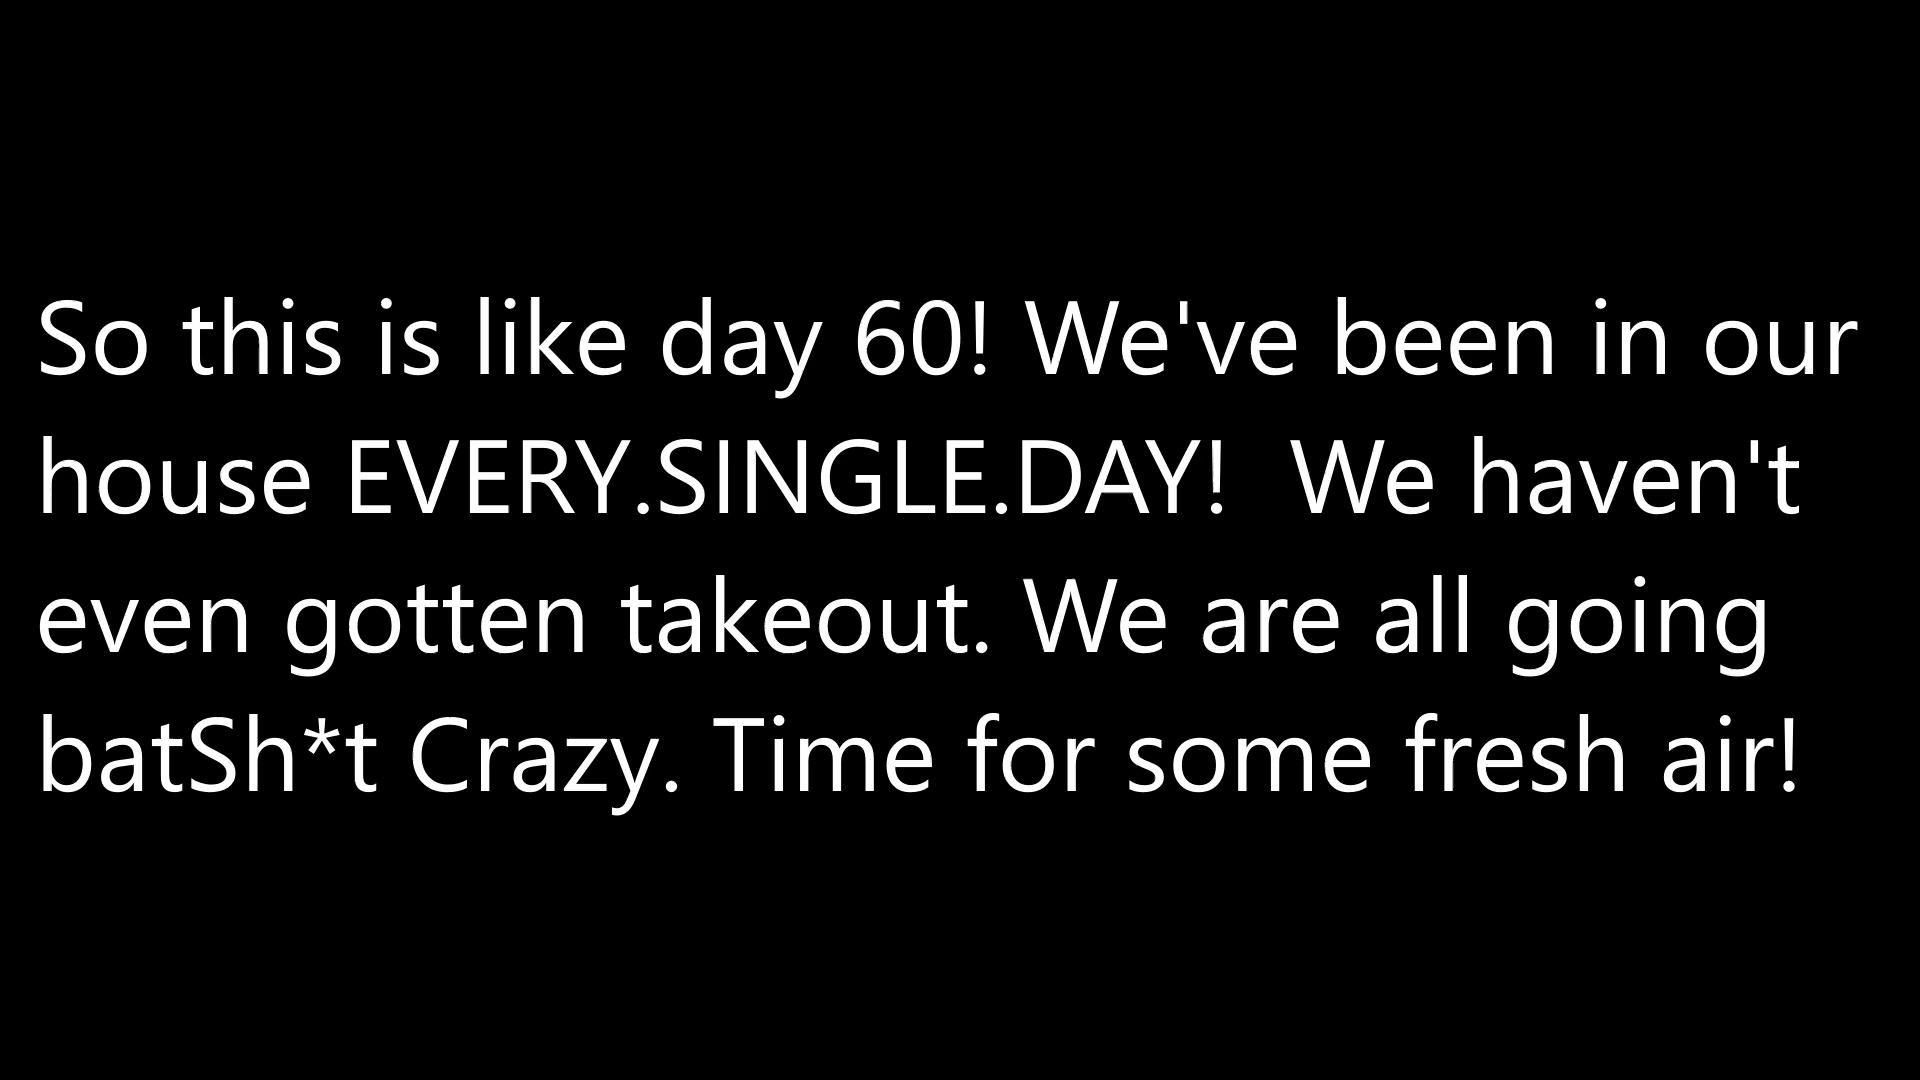 So this is like day 60! We've been in our
house EVERY.SINGLE.DAY!  We haven't
even gotten takeout. We are all going
batSh*t Crazy. Time for some fresh air!